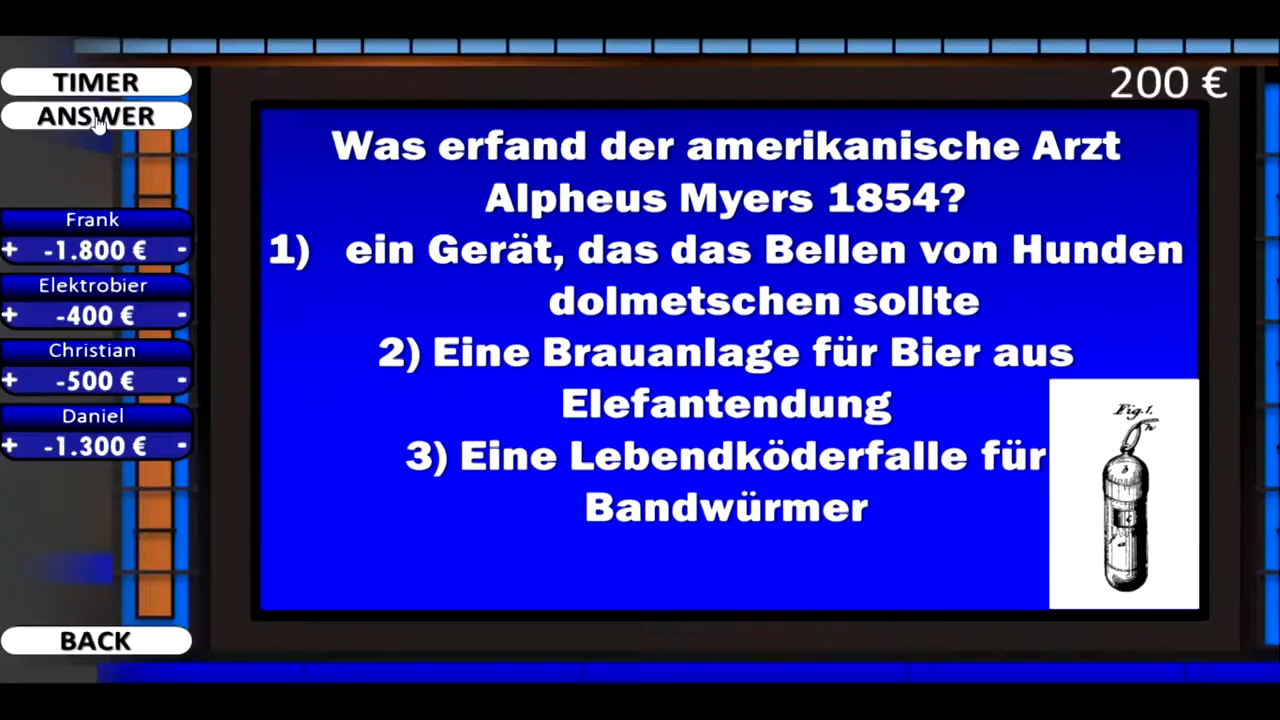 TIMER
ANSWER
200 €
Was erfand der amerikanische Arzt
Alpheus Myers 1854?
1) ein Gerät, das das Bellen von Hunden
dolmetschen sollte
2) Eine Brauanlage für Bier aus
Elefantendung
3) Eine Lebendköderfalle für
Bandwürmer
Fig. 1.
Frank
+ -1.800 € -
Elektrobier
+ -400 € -
Christian
+ -500 € -
Daniel
+ -1.300 € -
BACK